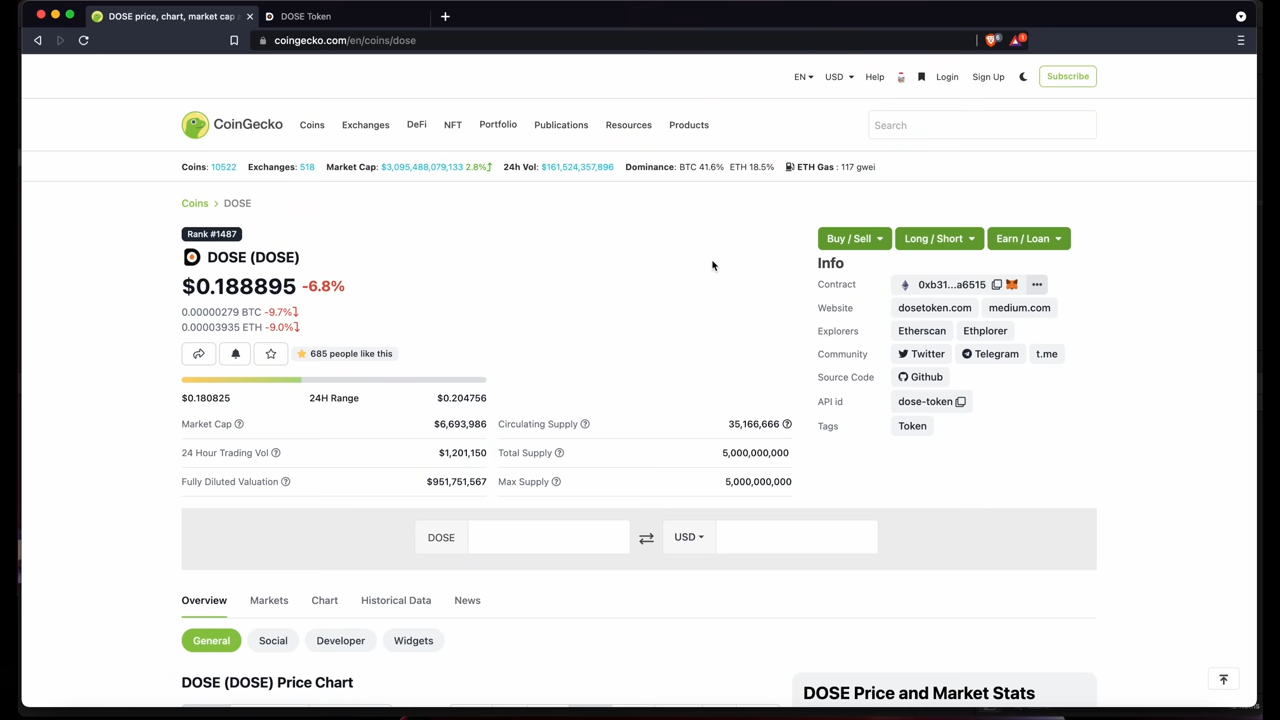 DOSE price, chart, market cap
DOSE Token
coingecko.com/en/coins/dose
6
1
EN USD Help Login Sign Up Subscribe
CoinGecko Coins Exchanges DeFi NFT Portfolio Publications Resources Products Search
Coins: 10522 Exchanges: 518 Market Cap: $3,095,488,079,133 2.8% 24h Vol: $161,524,357,896 Dominance: BTC 41.6% ETH 18.5% ETH Gas : 117 gwei
Coins > DOSE
Rank #1487
DOSE (DOSE)
$0.188895 -6.8%
0.00000279 BTC -9.7%
0.00003935 ETH -9.0%
685 people like this
$0.180825 24H Range $0.204756
Market Cap $6,693,986
24 Hour Trading Vol $1,201,150
Fully Diluted Valuation $951,751,567
Circulating Supply 35,166,666
Total Supply 5,000,000,000
Max Supply 5,000,000,000
Buy / Sell Long / Short Earn / Loan
Info
Contract 0xb31...a6515
Website dosetoken.com medium.com
Explorers Etherscan Ethplorer
Community Twitter Telegram t.me
Source Code Github
API id dose-token
Tags Token
DOSE USD
Overview Markets Chart Historical Data News
General Social Developer Widgets
DOSE (DOSE) Price Chart
DOSE Price and Market Stats